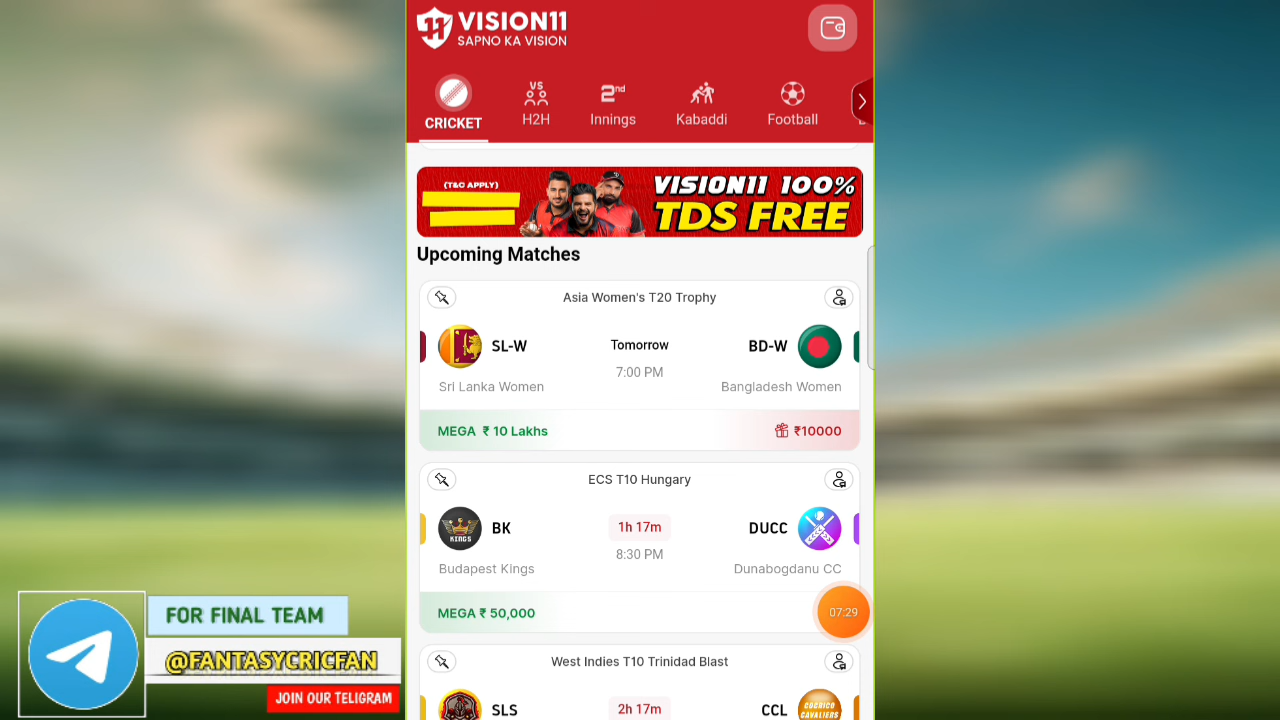 VISION11
SAPNO KA VISION
CRICKET
VS
H2H
2nd
Innings
Kabaddi
Football
(T&C APPLY)
VISION11 100%
TDS FREE
Upcoming Matches
Asia Women's T20 Trophy
SL-W
Tomorrow
BD-W
7:00 PM
Sri Lanka Women
Bangladesh Women
MEGA ₹ 10 Lakhs
₹10000
ECS T10 Hungary
BK
1h 17m
DUCC
KINGS
8:30 PM
Budapest Kings
Dunabogdanu CC
MEGA ₹ 50,000
07:29
West Indies T10 Trinidad Blast
SLS
2h 17m
CCL
COCRICO
CAVALIERS
FOR FINAL TEAM
@FANTASYCRICFAN
JOIN OUR TELIGRAM